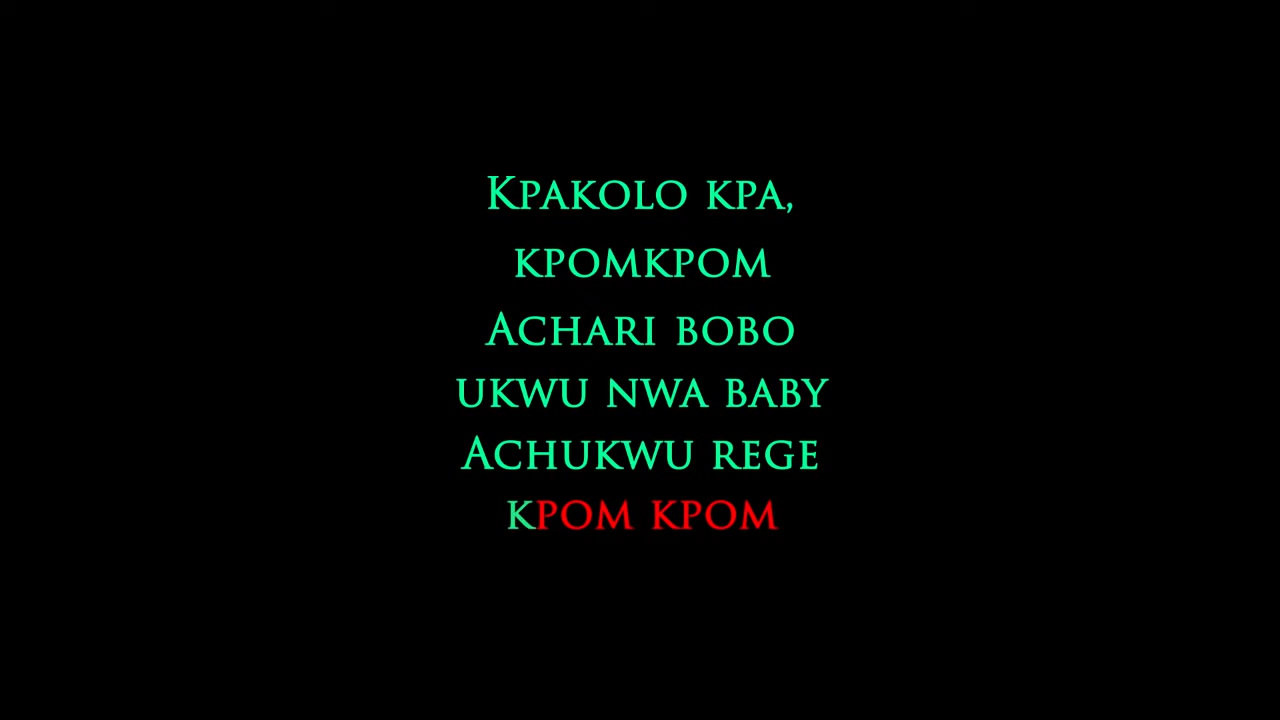 Kpakolo kpa,
kpomkpom
Achari bobo
ukwu nwa baby
Achukwu rege
kpom kpom